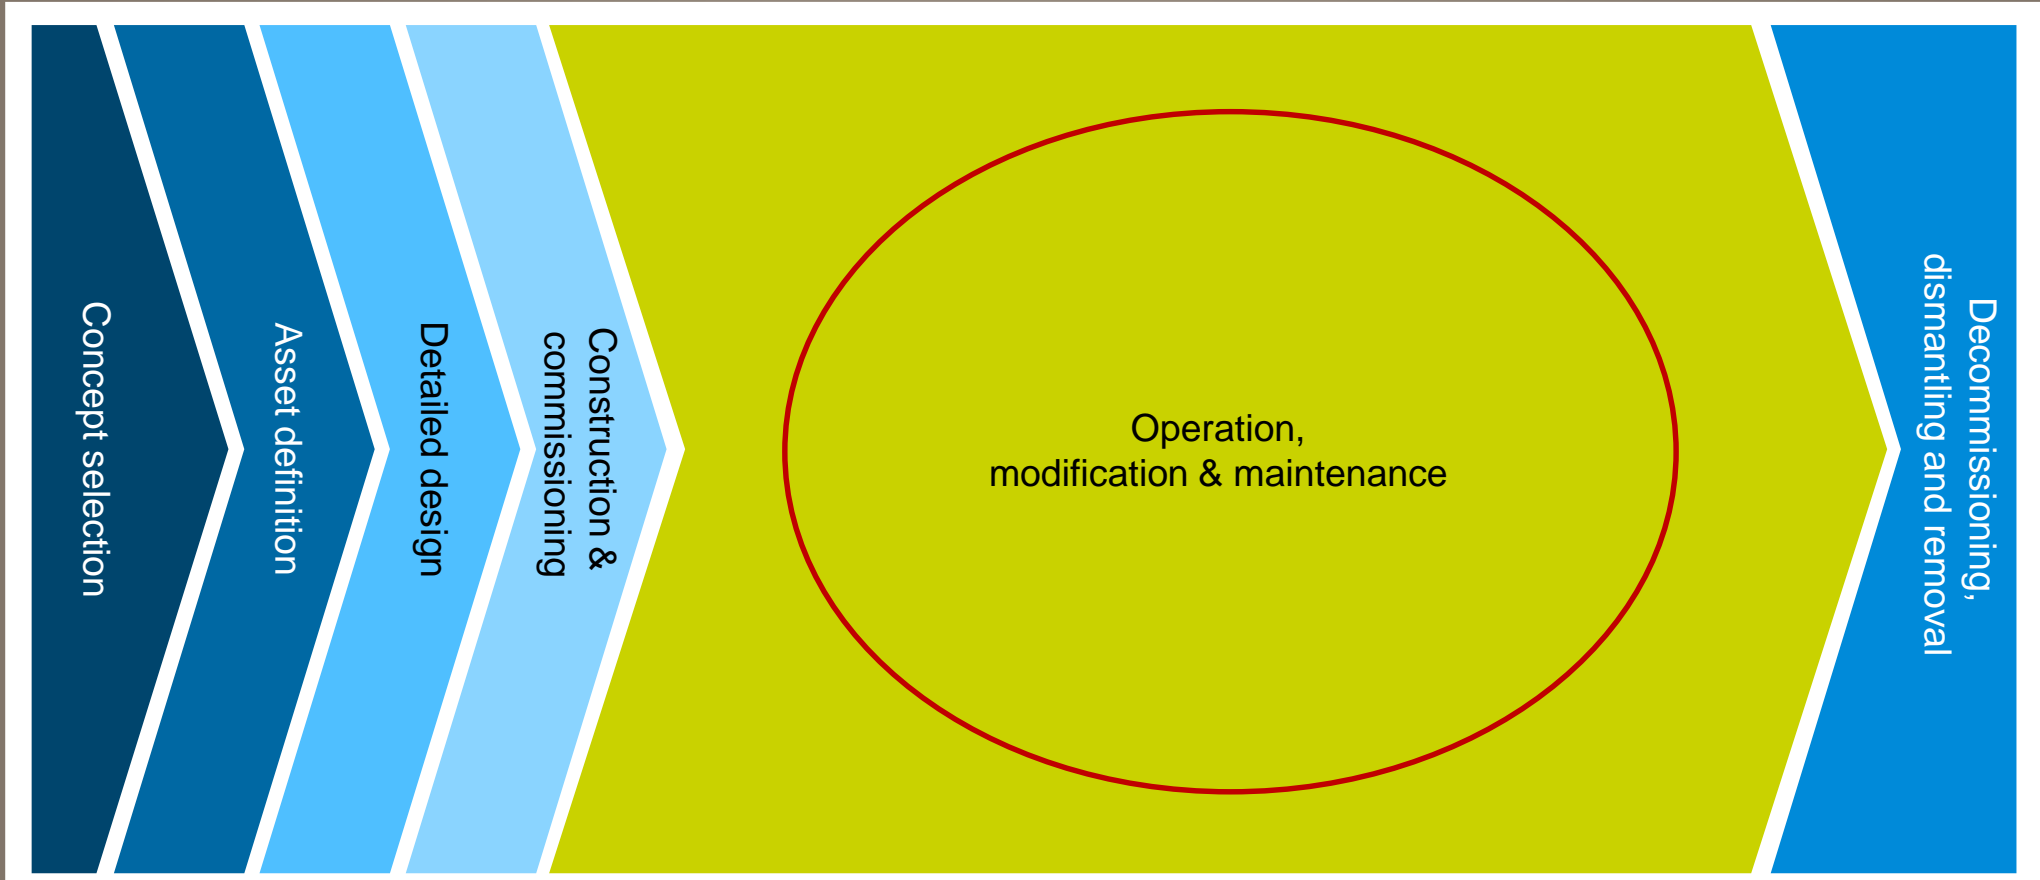 Concept selection
Asset definition
Detailed design
Construction &
commissioning
Operation,
modification & maintenance
Decommissioning,
dismantling and removal